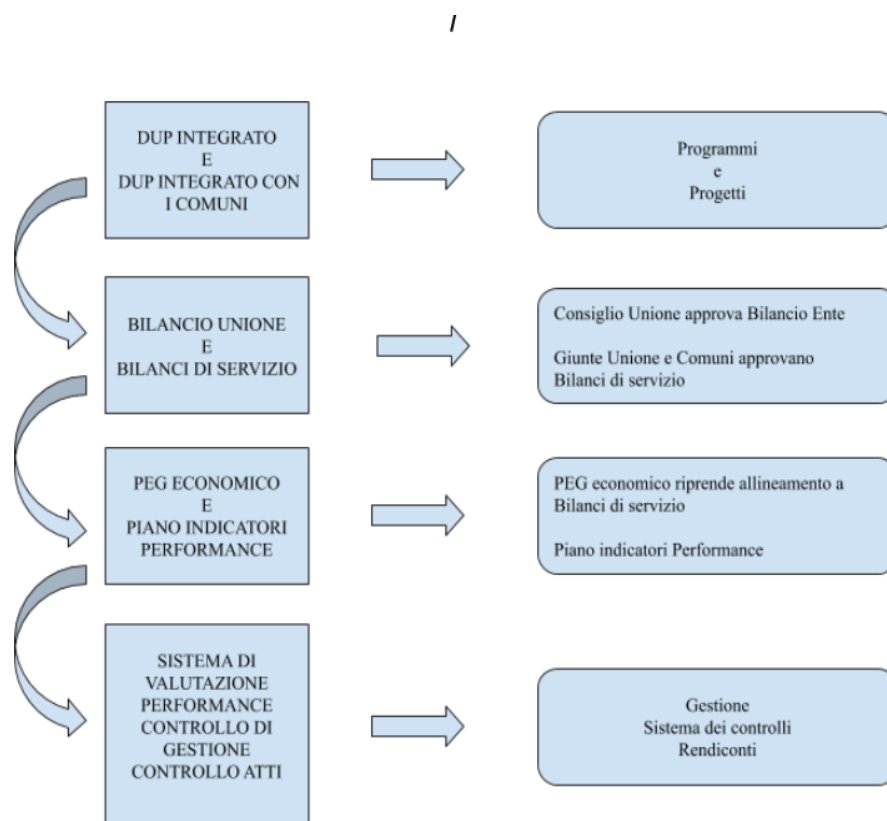 I
DUP INTEGRATO
E
DUP INTEGRATO CON
I COMUNI
Programmi
e
Progetti
BILANCIO UNIONE
E
BILANCI DI SERVIZIO
Consiglio Unione approva Bilancio Ente
Giunte Unione e Comuni approvano
Bilanci di servizio
PEG ECONOMICO
E
PIANO INDICATORI
PERFORMANCE
PEG economico riprende allineamento a
Bilanci di servizio
Piano indicatori Performance
SISTEMA DI
VALUTAZIONE
PERFORMANCE
CONTROLLO DI
GESTIONE
CONTROLLO ATTI
Gestione
Sistema dei controlli
Rendiconti